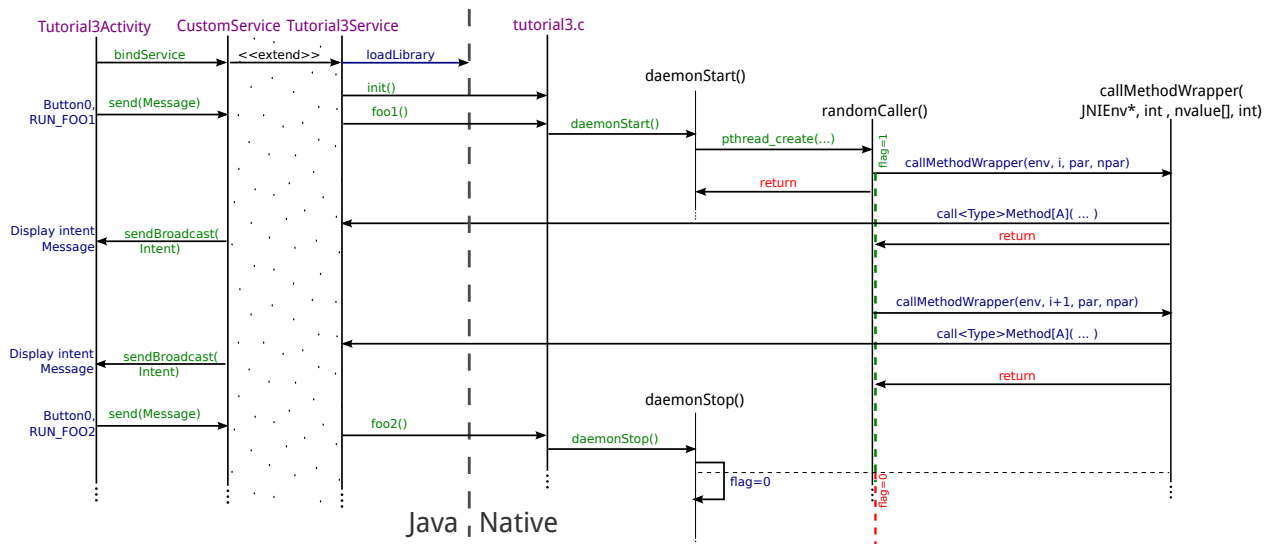 Tutorial3Activity
CustomService
Tutorial3Service
tutorial3.c
bindService
<<extend>>
loadLibrary
daemonStart()
callMethodWrapper(
JNIEnv*, int , nvalue[], int)
init()
Button0,
RUN_FOO1
send(Message)
foo1()
randomCaller()
daemonStart()
pthread_create(...)
flag=1
callMethodWrapper(env, i, par, npar)
return
call<Type>Method[A]( ... )
Display intent
Message
sendBroadcast(
Intent)
return
callMethodWrapper(env, i+1, par, npar)
call<Type>Method[A]( ... )
Display intent
Message
sendBroadcast(
Intent)
return
daemonStop()
Button0,
RUN_FOO2
send(Message)
foo2()
daemonStop()
flag=0
flag=0
Java
Native